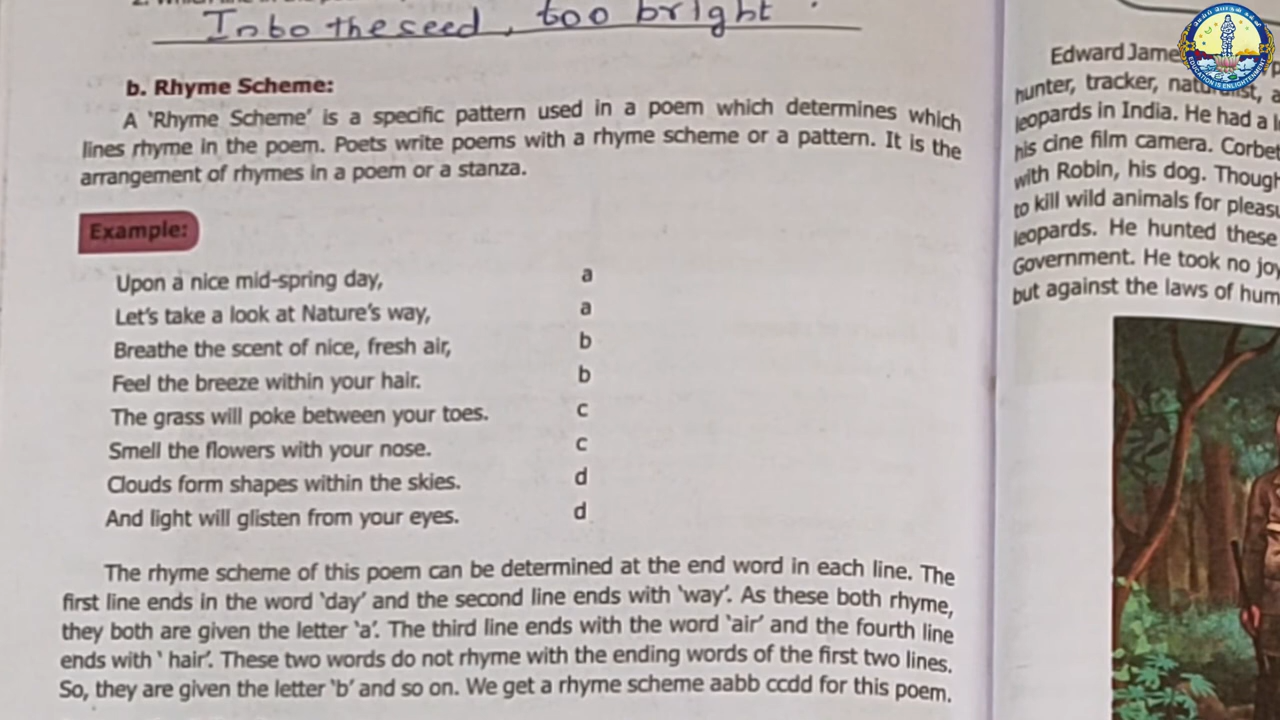 Into the seed, too bright.
b. Rhyme Scheme:
A 'Rhyme Scheme' is a specific pattern used in a poem which determines which
lines rhyme in the poem. Poets write poems with a rhyme scheme or a pattern. It is the
arrangement of rhymes in a poem or a stanza.
Example:
Upon a nice mid-spring day, a
Let's take a look at Nature's way, a
Breathe the scent of nice, fresh air, b
Feel the breeze within your hair. b
The grass will poke between your toes. c
Smell the flowers with your nose. c
Clouds form shapes within the skies. d
And light will glisten from your eyes. d
The rhyme scheme of this poem can be determined at the end word in each line. The
first line ends in the word 'day' and the second line ends with 'way'. As these both rhyme,
they both are given the letter 'a'. The third line ends with the word 'air' and the fourth line
ends with ' hair'. These two words do not rhyme with the ending words of the first two lines.
So, they are given the letter 'b' and so on. We get a rhyme scheme aabb ccdd for this poem.
Edward
hunter, tracker,
leopards in India. He had a
his cine film camera.
with Robin, his dog.
to kill wild animals for
leopards. He hunted these
Government. He took no
but against the laws of
EDUCATION IS ENLIGHTENMENT